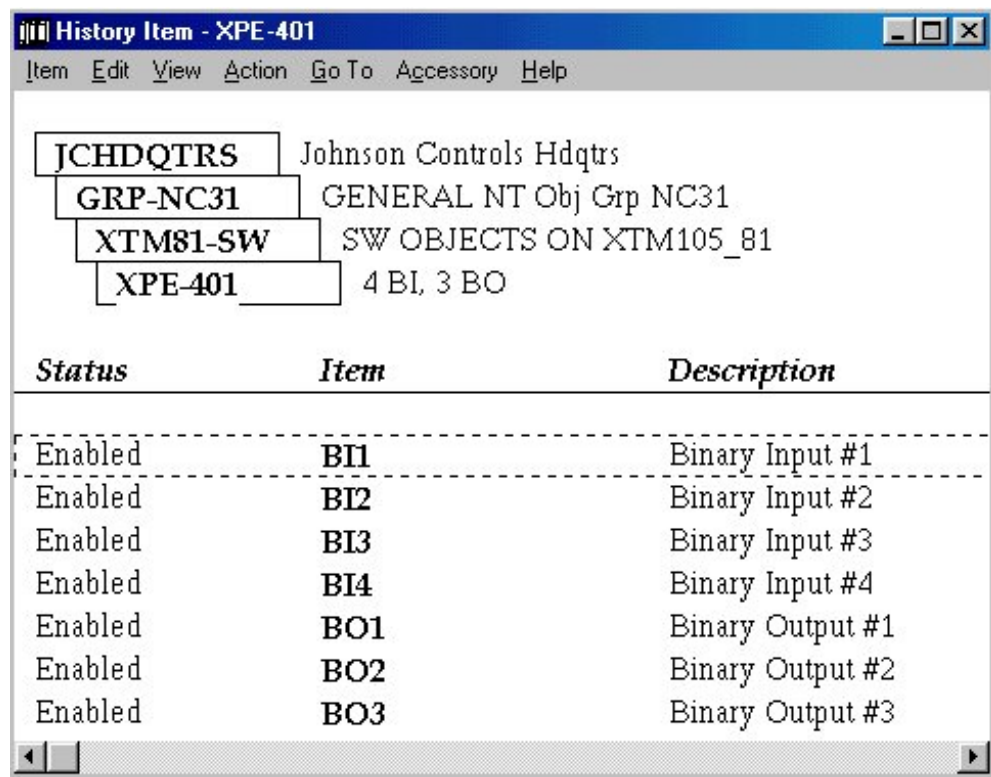 History Item - XPE-401
Item Edit View Action Go To Accessory Help
JCHDQTRS Johnson Controls Hdqtrs
GRP-NC31 GENERAL NT Obj Grp NC31
XTM81-SW SW OBJECTS ON XTM105_81
XPE-401 4 BI, 3 BO
Status Item Description
Enabled BI1 Binary Input #1
Enabled BI2 Binary Input #2
Enabled BI3 Binary Input #3
Enabled BI4 Binary Input #4
Enabled BO1 Binary Output #1
Enabled BO2 Binary Output #2
Enabled BO3 Binary Output #3